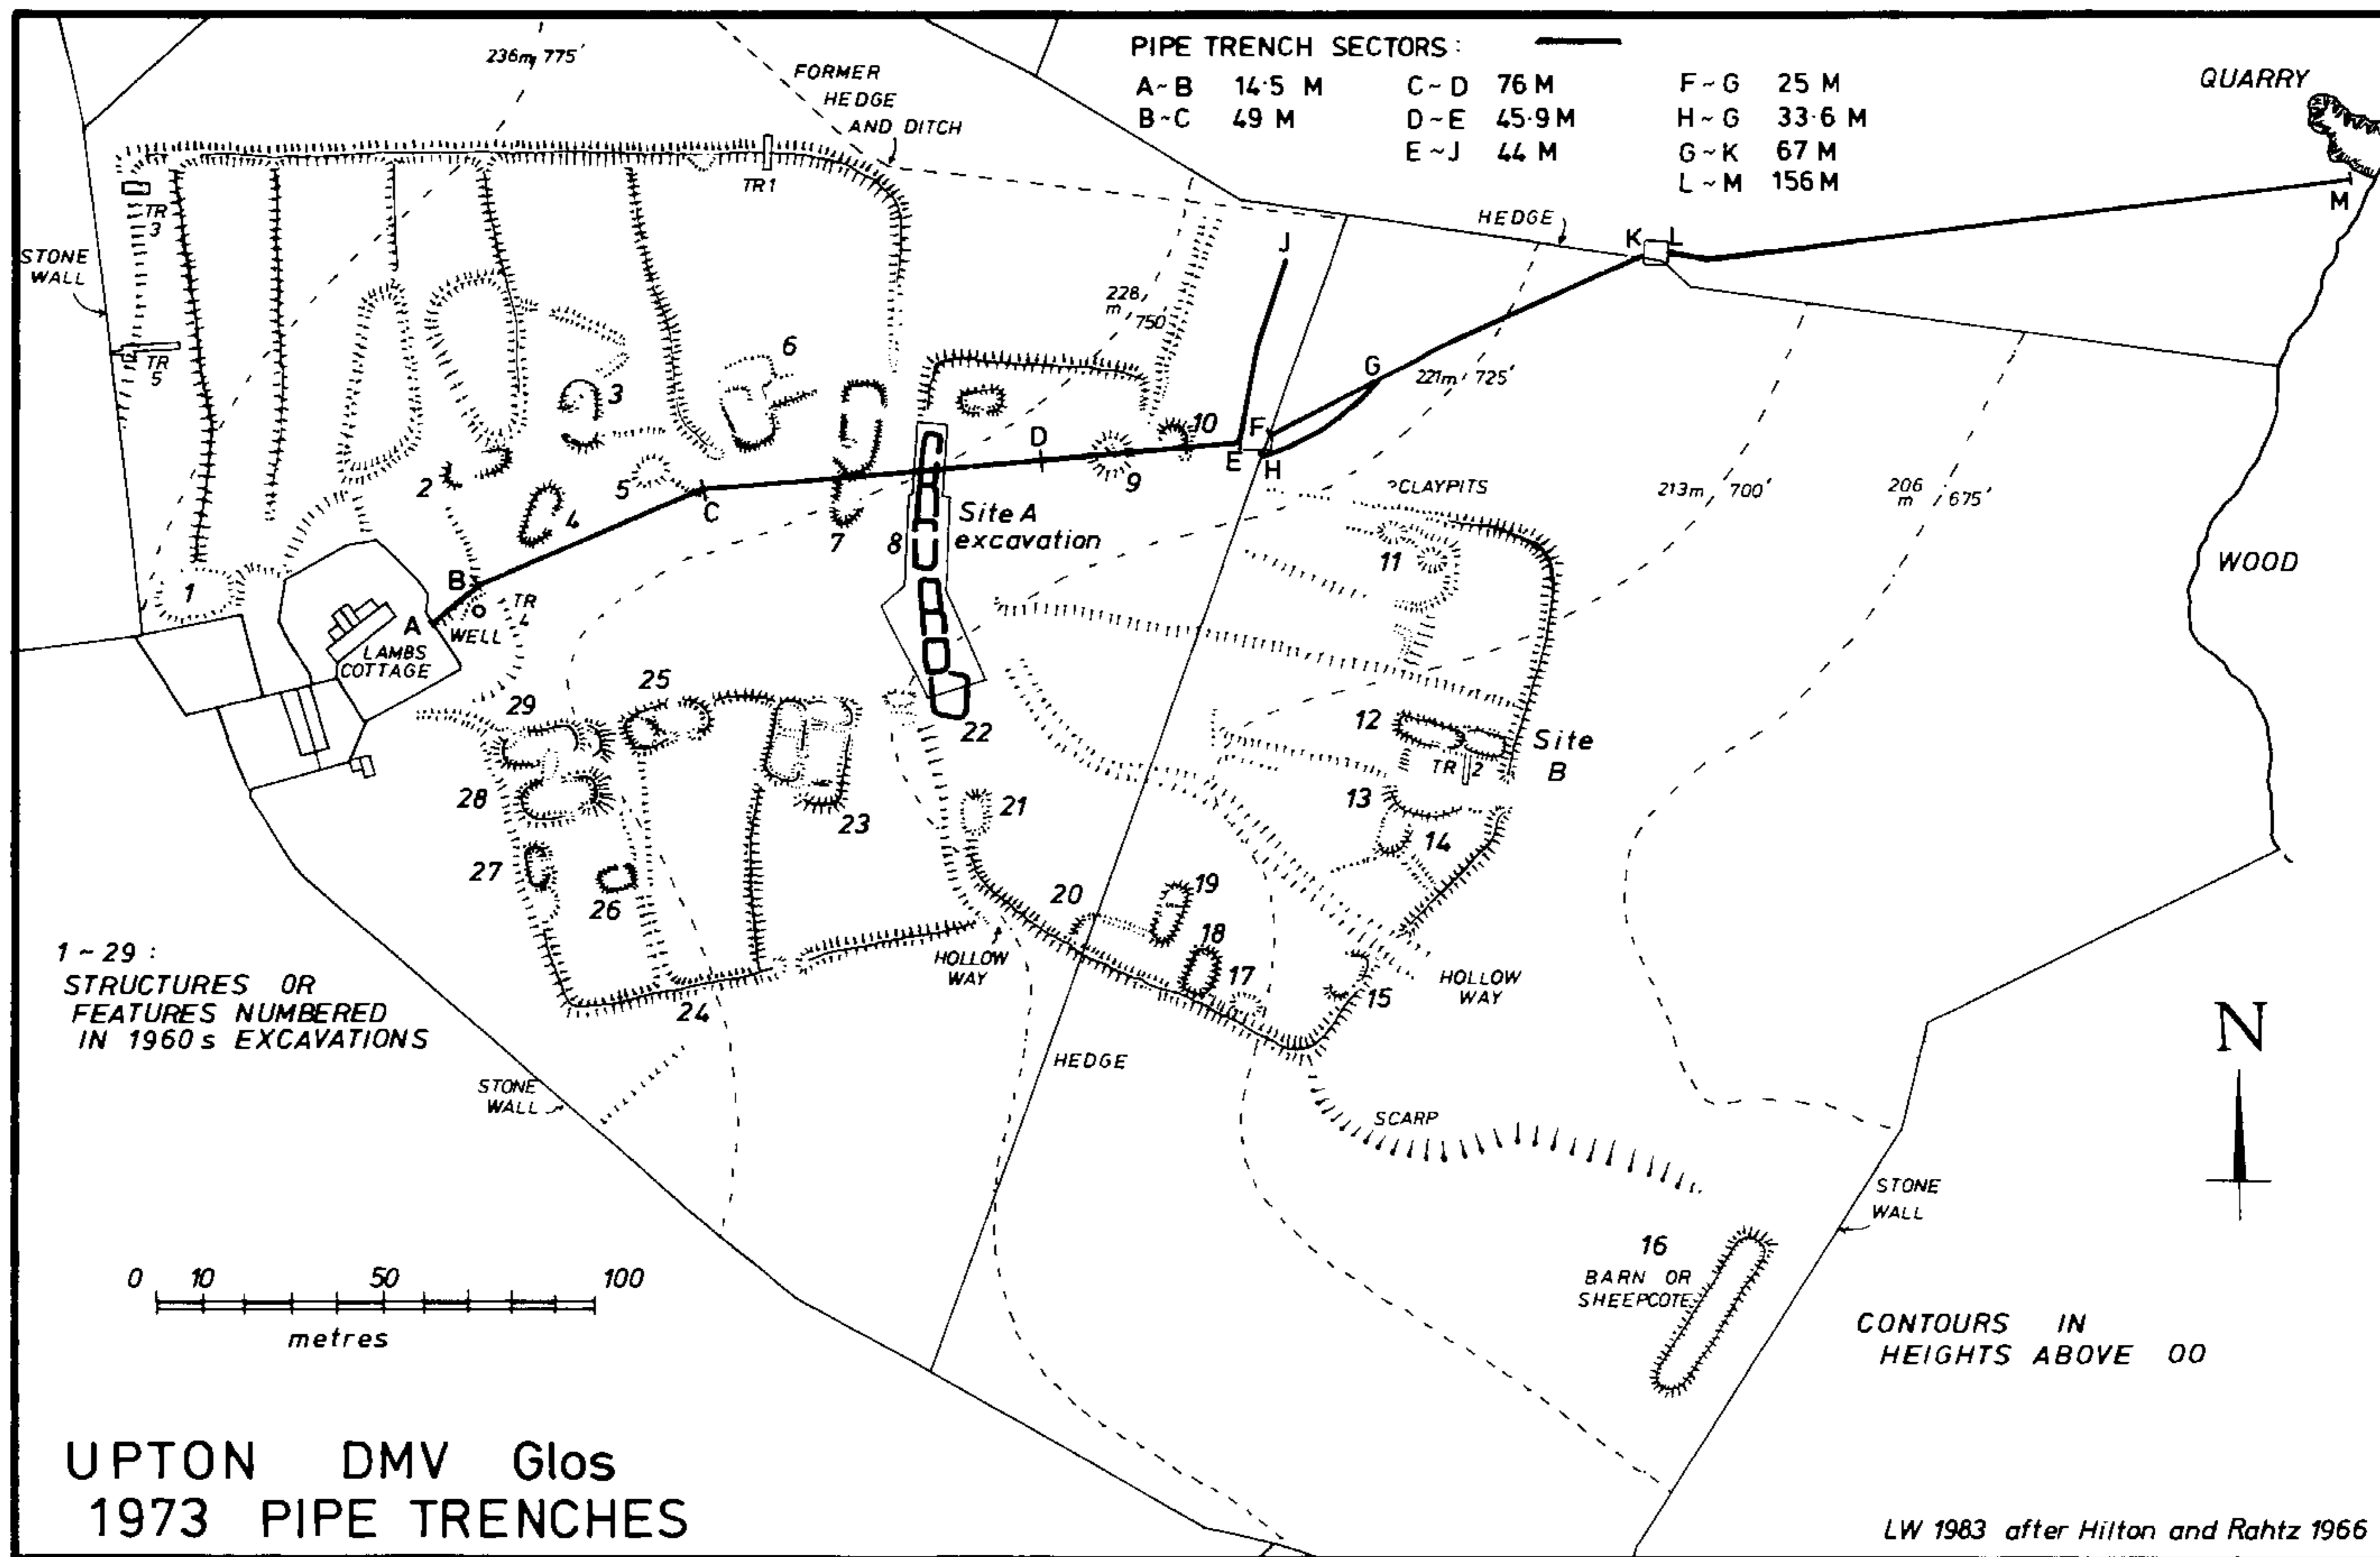 PIPE TRENCH SECTORS:
A~B 14·5 M
B~C 49 M
C~D 76 M
D~E 45·9 M
E~J 44 M
F~G 25 M
H~G 33·6 M
G~K 67 M
L~M 156 M
QUARRY
236m, 775'
FORMER
HEDGE
AND DITCH
TR1
TR
3
STONE
WALL
TR
5
HEDGE
J
K
L
M
228
m, 750
6
3
G
221m, 725'
10
F
D
E
H
9
2
5
C
4
7
8
Site A
excavation
?CLAYPITS
11
213m, 700'
206
m, 675'
WOOD
1
B
A
WELL
TR
4
LAMBS
COTTAGE
29
25
22
12
Site
B
TR 2
28
23
21
13
14
27
26
20
19
18
17
15
HOLLOW
WAY
HOLLOW
WAY
24
1~29:
STRUCTURES OR
FEATURES NUMBERED
IN 1960s EXCAVATIONS
N
HEDGE
STONE
WALL
SCARP
STONE
WALL
16
BARN OR
SHEEPCOTE
0 10 50 100
metres
CONTOURS IN
HEIGHTS ABOVE OD
UPTON DMV Glos
1973 PIPE TRENCHES
LW 1983 after Hilton and Rahtz 1966